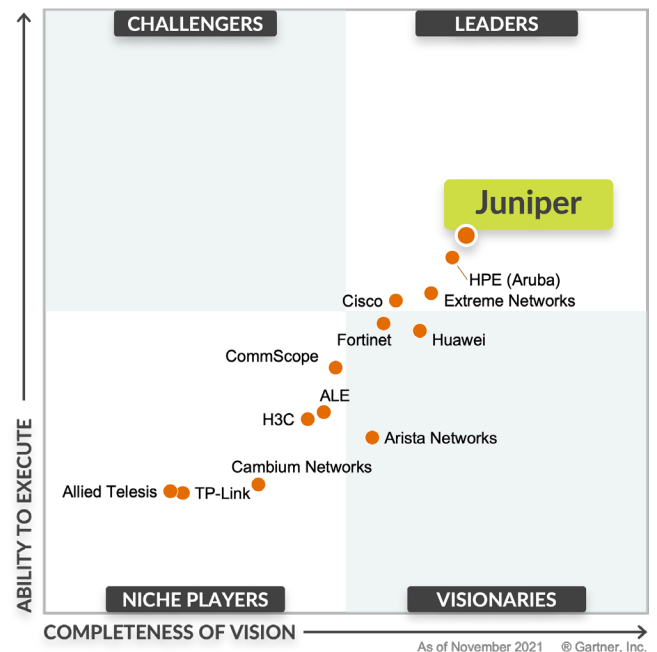 CHALLENGERS
LEADERS
Juniper
HPE (Aruba)
Cisco
Extreme Networks
Fortinet
Huawei
CommScope
ALE
H3C
Arista Networks
Cambium Networks
Allied Telesis
TP-Link
ABILITY TO EXECUTE
NICHE PLAYERS
VISIONARIES
COMPLETENESS OF VISION
As of November 2021 ® Gartner, Inc.